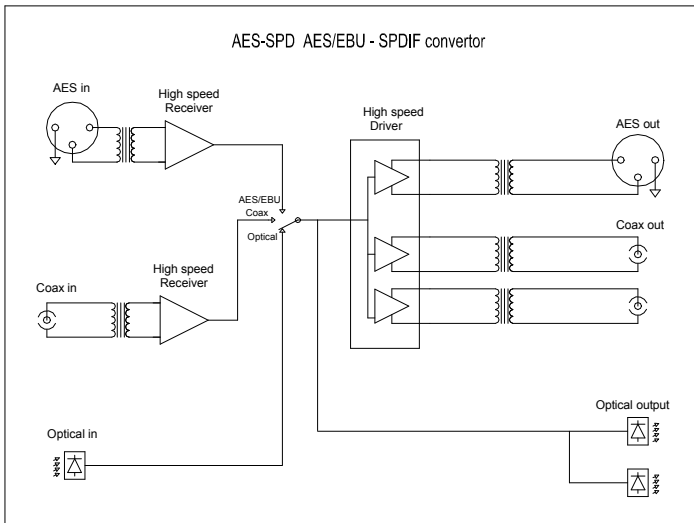 AES-SPD AES/EBU - SPDIF convertor
AES in
High speed
Receiver
High speed
Driver
AES out
AES/EBU
Coax
Optical
Coax out
Coax in
High speed
Receiver
Optical in
Optical output